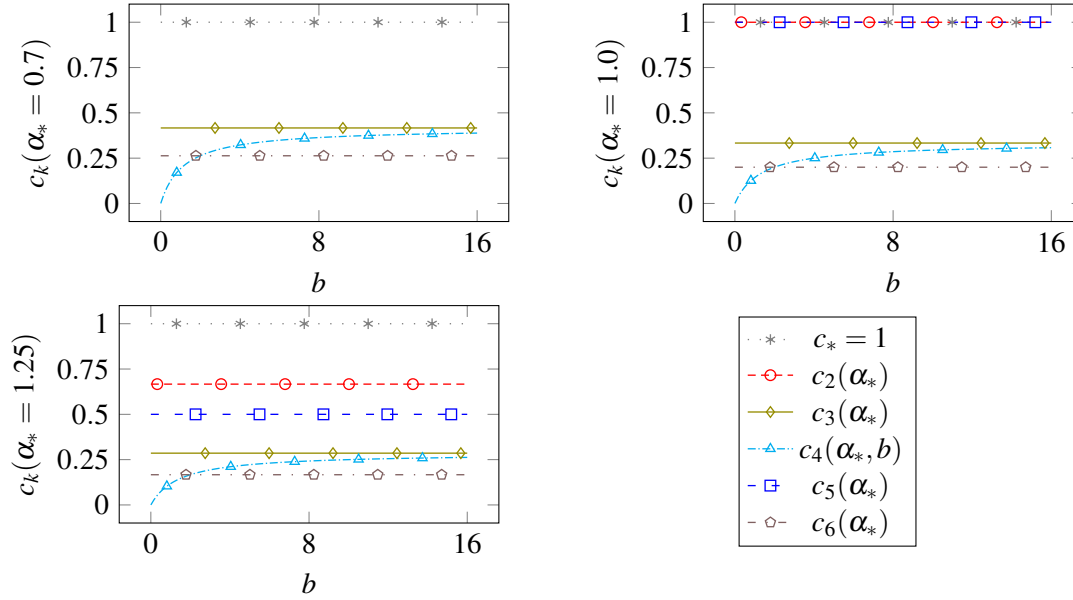 1
0.75
0.5
0.25
0
c_k(α_* = 0.7)
0 8 16
b
1
0.75
0.5
0.25
0
c_k(α_* = 1.0)
0 8 16
b
1
0.75
0.5
0.25
0
c_k(α_* = 1.25)
0 8 16
b
c_* = 1
c_2(α_*)
c_3(α_*)
c_4(α_*, b)
c_5(α_*)
c_6(α_*)